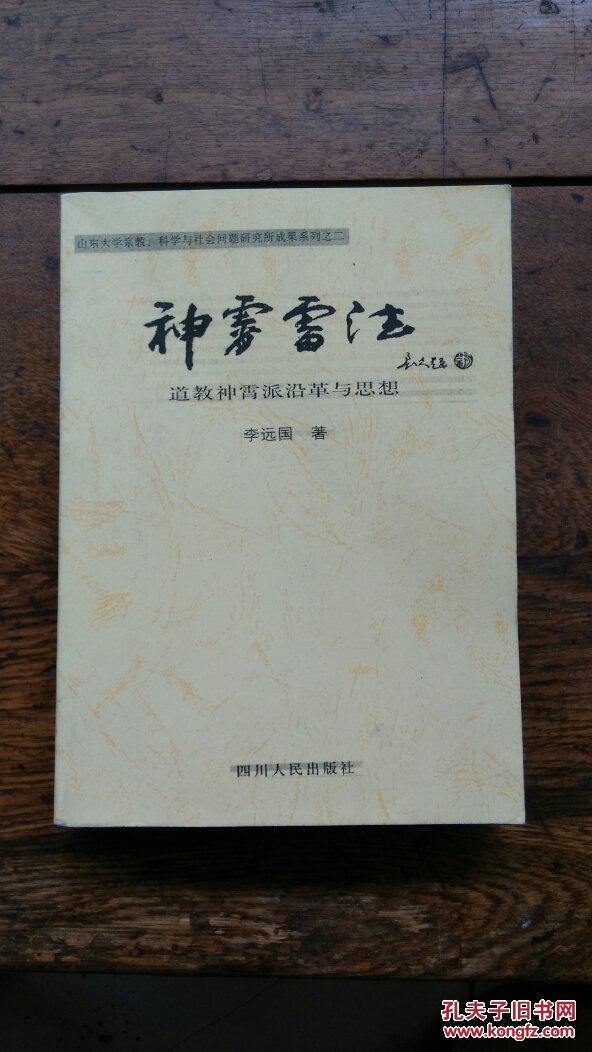 山东大学宗教、科学与社会问题研究所成果系列之二
神霄雷法
道教神霄派沿革与思想
李远国 著
四川人民出版社
孔夫子旧书网
www.kongfz.com